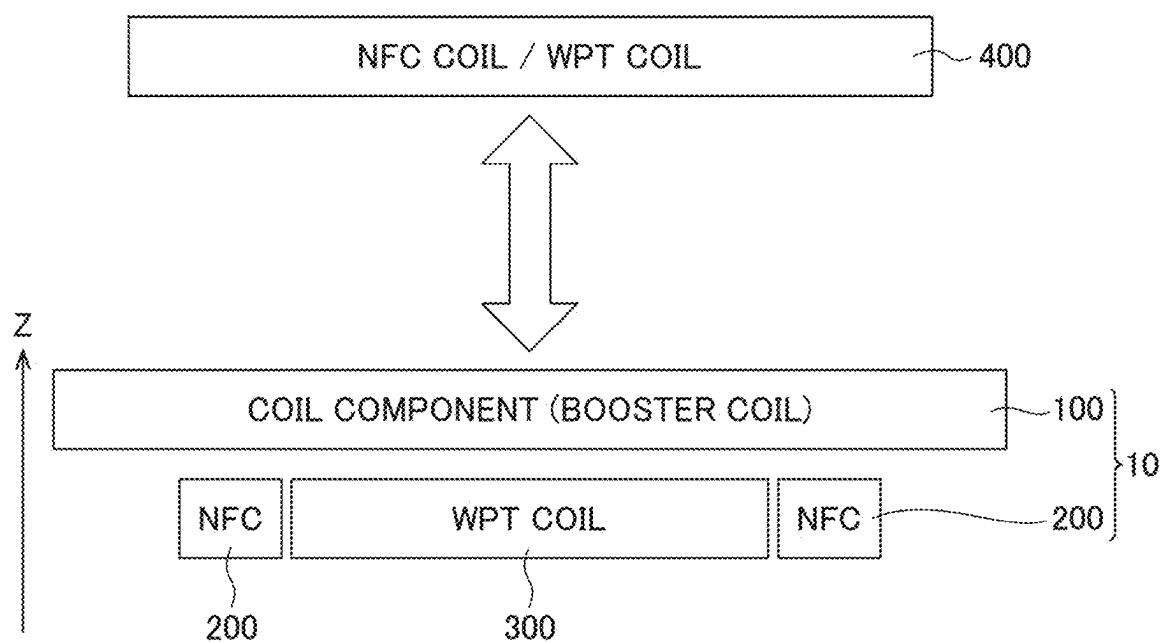 NFC COIL / WPT COIL 400
Z
COIL COMPONENT (BOOSTER COIL) 100
10
NFC WPT COIL NFC 200
200 300